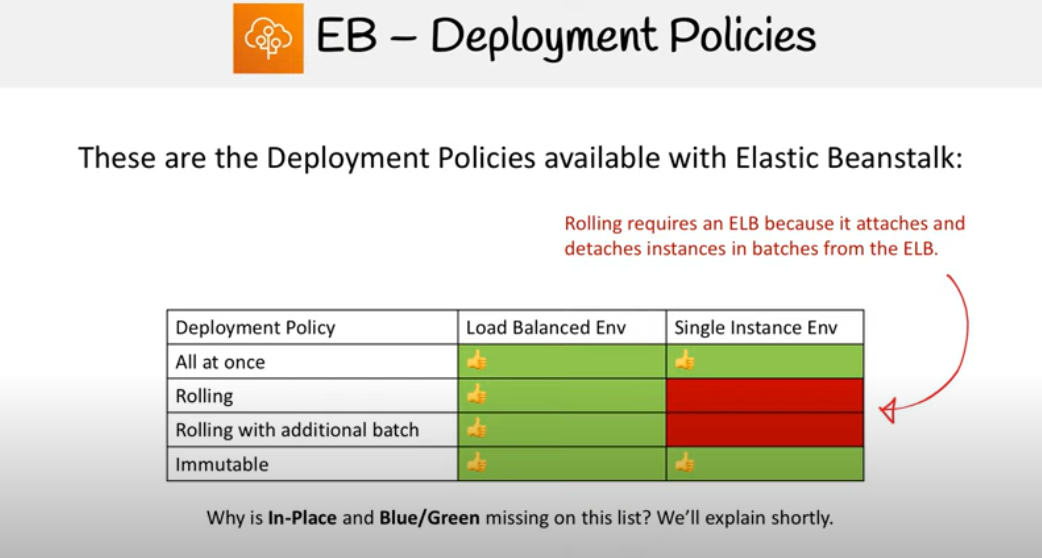 EB – Deployment Policies
These are the Deployment Policies available with Elastic Beanstalk:
Rolling requires an ELB because it attaches and
detaches instances in batches from the ELB.
Deployment Policy Load Balanced Env Single Instance Env
All at once 👍 👍
Rolling 👍
Rolling with additional batch 👍
Immutable 👍 👍
Why is In-Place and Blue/Green missing on this list? We’ll explain shortly.